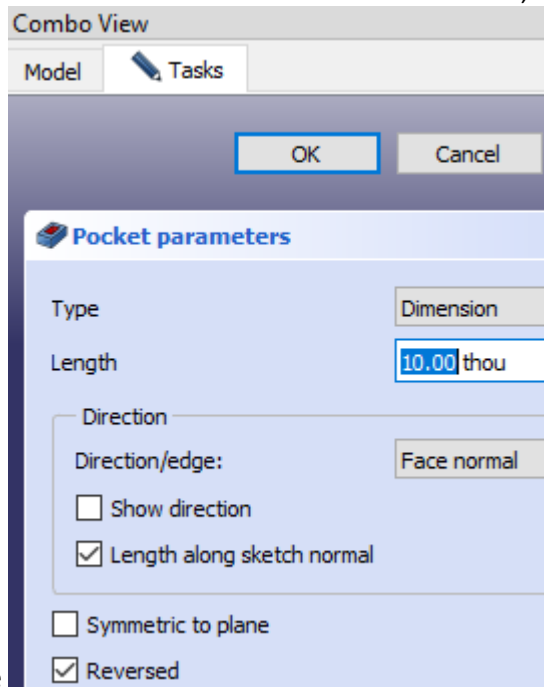 Combo View
Model Tasks
OK Cancel
Pocket parameters
Type Dimension
Length 10.00 thou
Direction
Direction/edge: Face normal
Show direction
Length along sketch normal
Symmetric to plane
Reversed